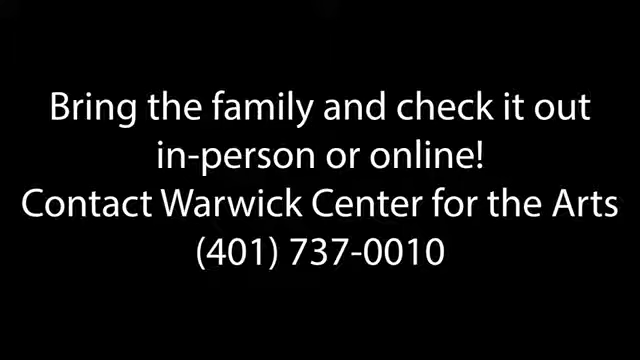 Bring the family and check it out
in-person or online!
Contact Warwick Center for the Arts
(401) 737-0010